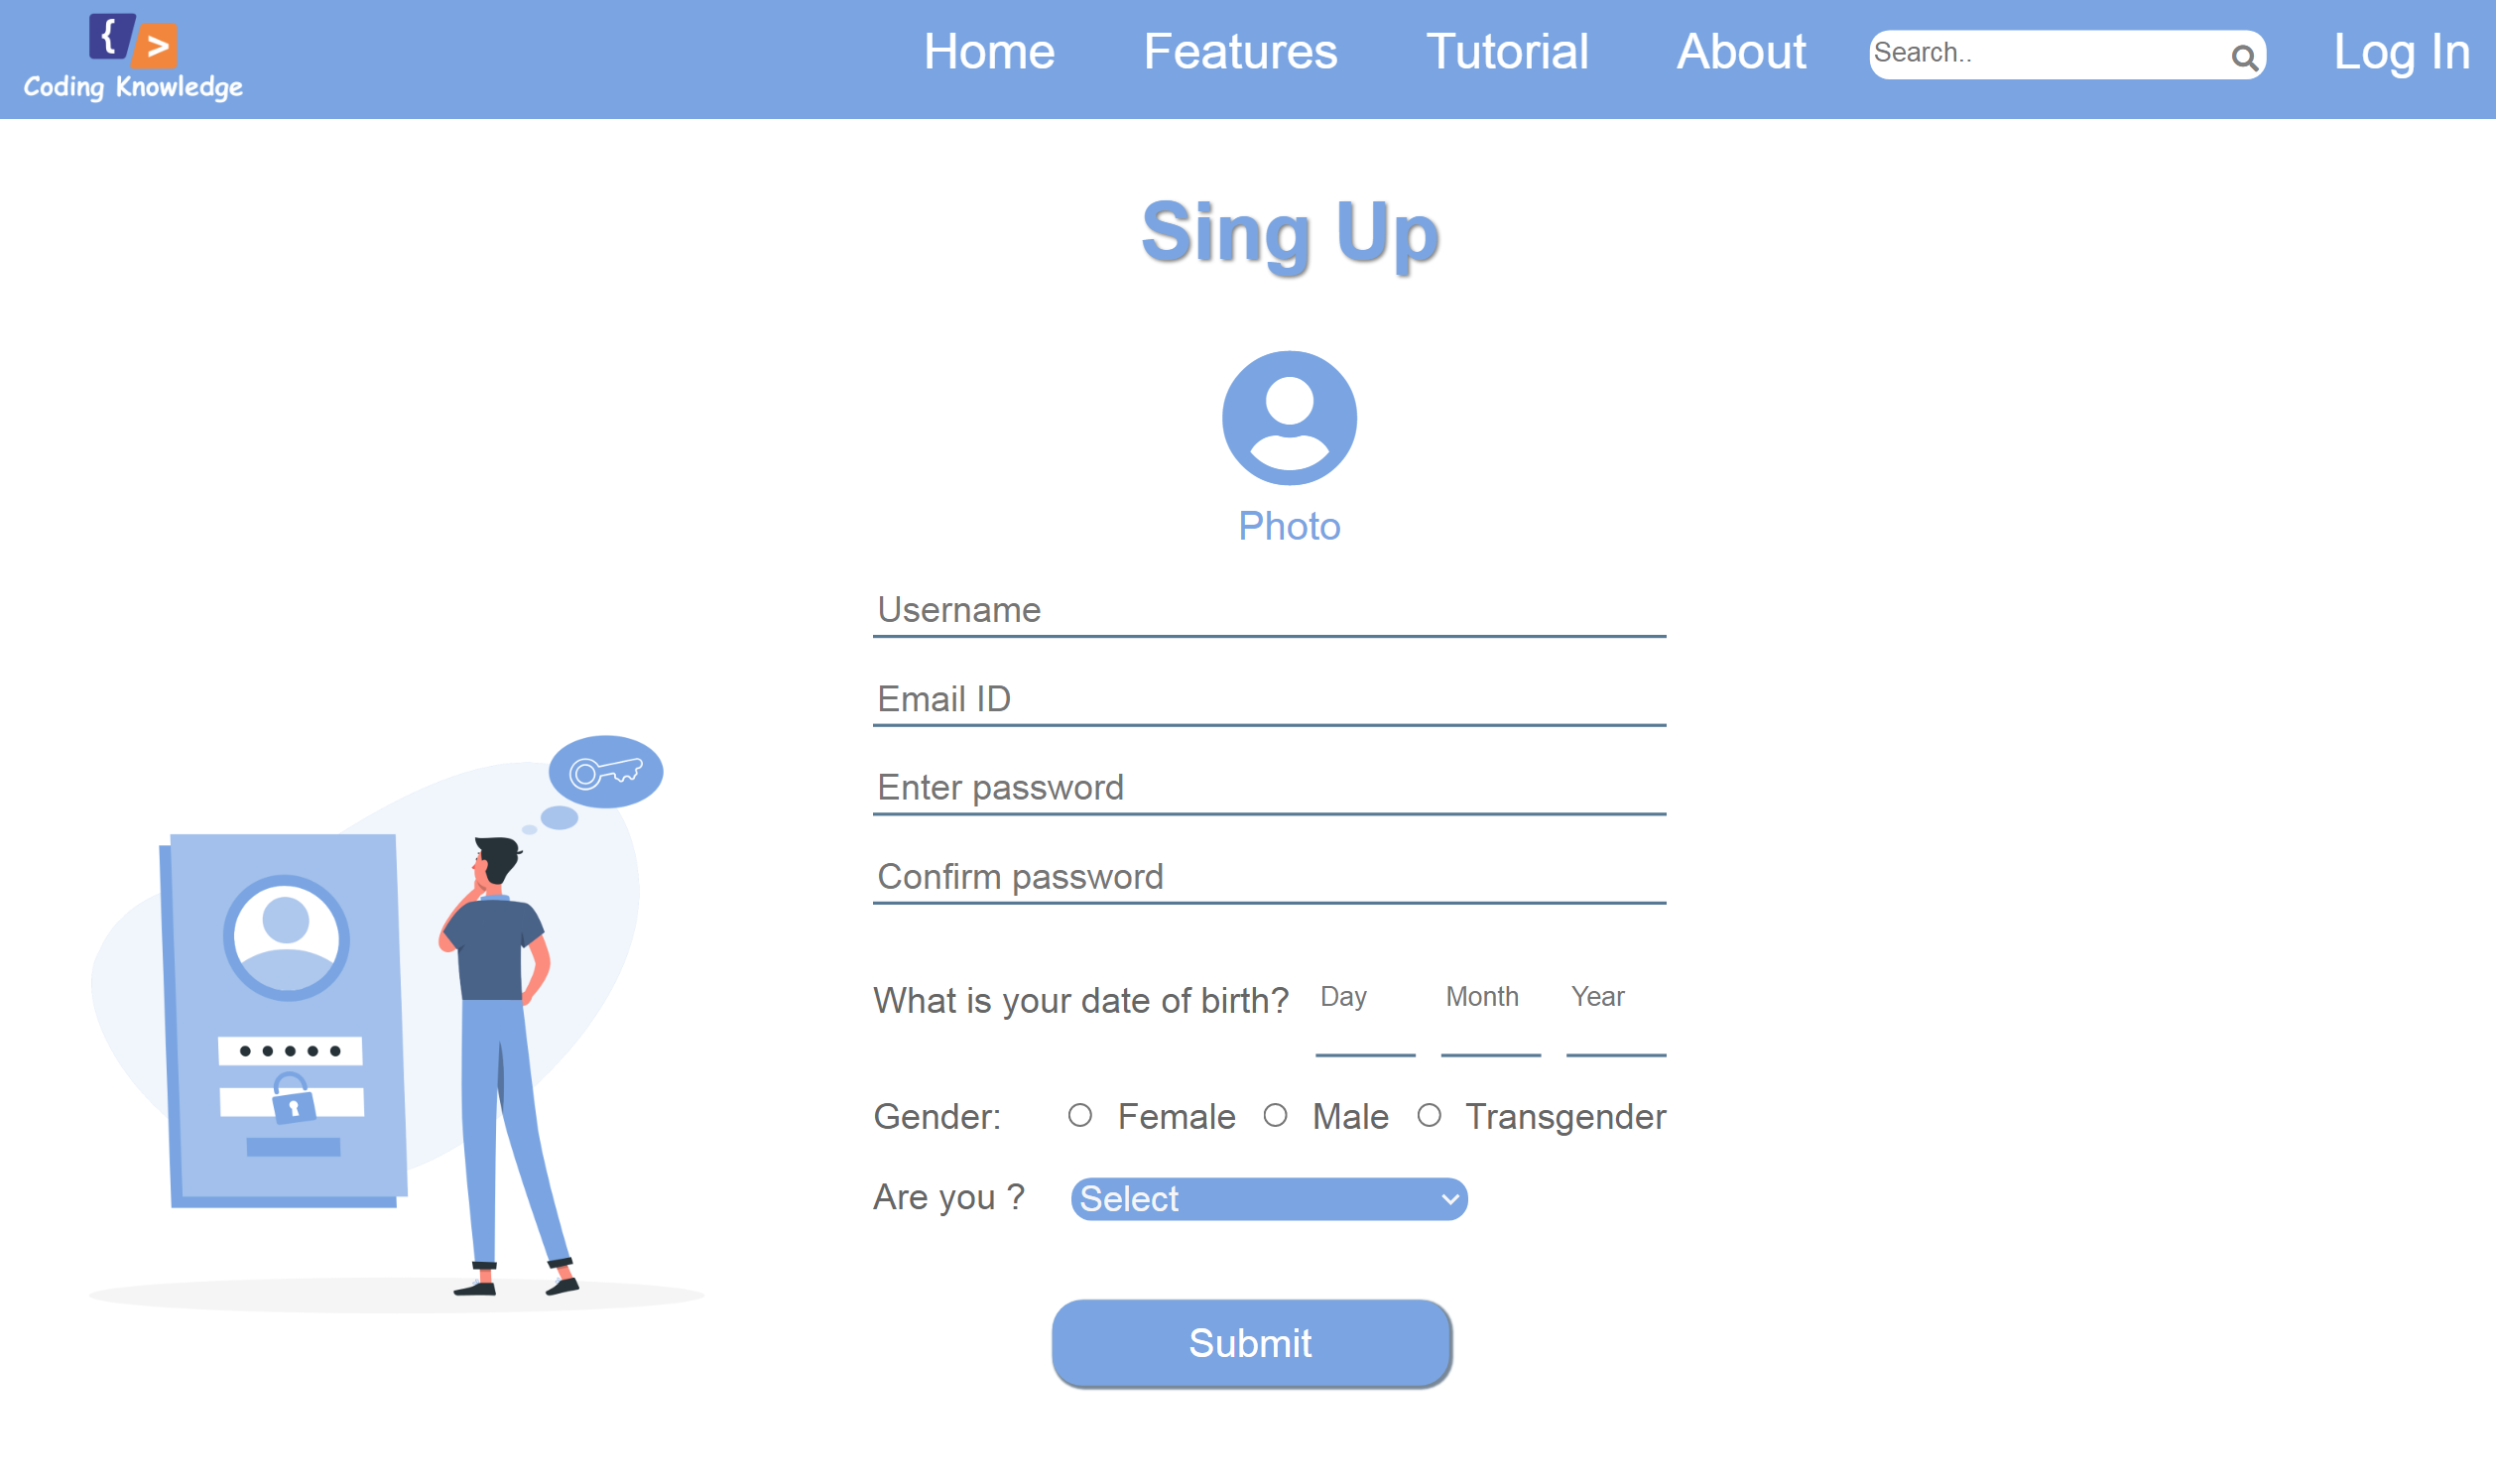 { >
Coding Knowledge
Home Features Tutorial About Search.. Log In
Sing Up
Photo
Username
Email ID
Enter password
Confirm password
What is your date of birth? Day Month Year
Gender: Female Male Transgender
Are you ? Select
Submit